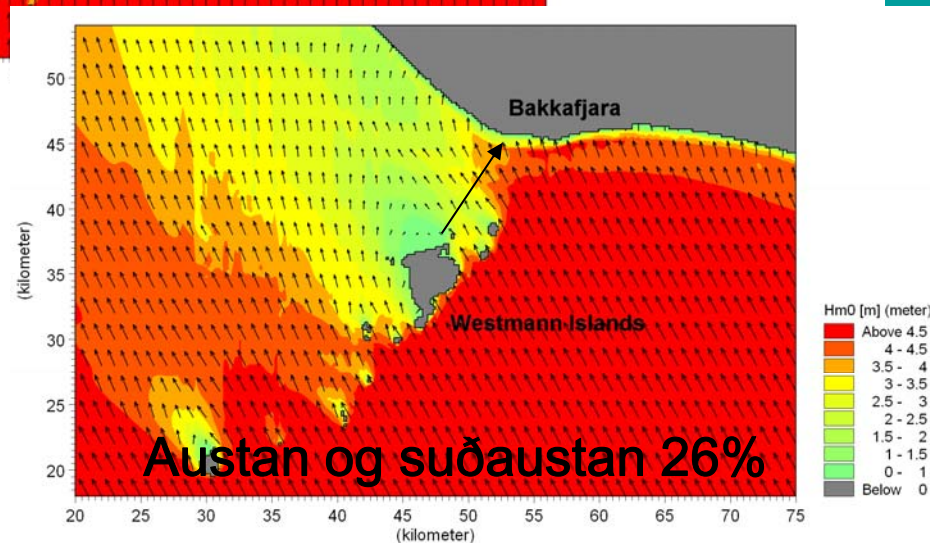 Bakkafjara
Westmann Islands
Austan og suðaustan 26%
50
45
40
35
30
25
20
(kilometer)
20 25 30 35 40 45 50 55 60 65 70 75
(kilometer)
Hm0 [m] (meter)
Above 4.5
4 - 4.5
3.5 - 4
3 - 3.5
2.5 - 3
2 - 2.5
1.5 - 2
1 - 1.5
0 - 1
Below 0